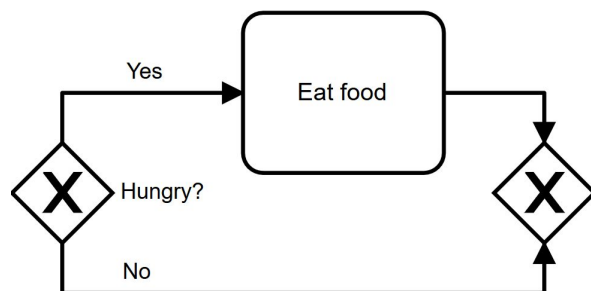 Yes
Eat food
X
Hungry?
X
No